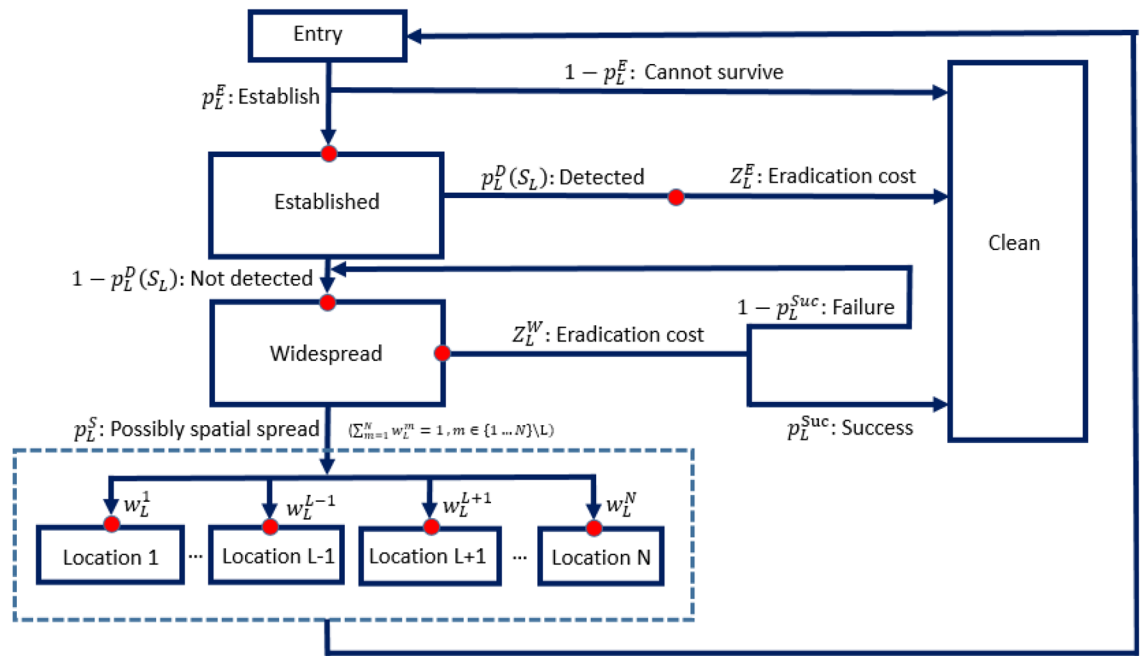 Entry
1 − p_L^E: Cannot survive
p_L^E: Establish
p_L^D(S_L): Detected
Z_L^E: Eradication cost
Established
Clean
1 − p_L^D(S_L): Not detected
1 − p_L^{Suc}: Failure
Z_L^W: Eradication cost
Widespread
p_L^S: Possibly spatial spread
(∑_{m=1}^N w_L^m = 1, m ∈ {1 … N}\L)
p_L^{Suc}: Success
w_L^1
w_L^{L−1}
w_L^{L+1}
w_L^N
Location 1
...
Location L-1
Location L+1
...
Location N